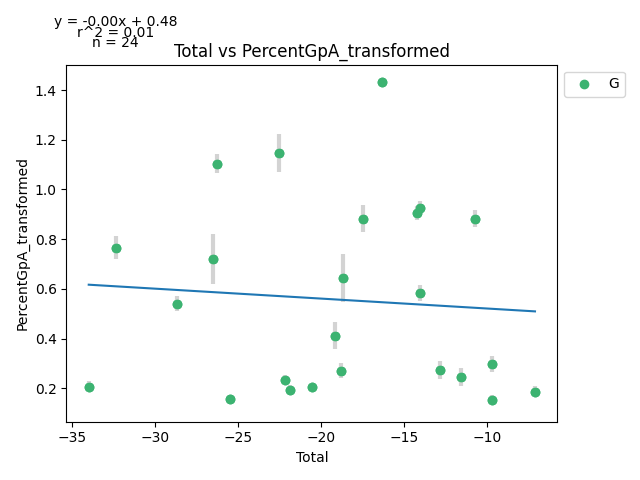 y = -0.00x + 0.48
r^2 = 0.01
n = 24
Total vs PercentGpA_transformed
G
PercentGpA_transformed
1.4
1.2
1.0
0.8
0.6
0.4
0.2
−35
−30
−25
−20
−15
−10
Total